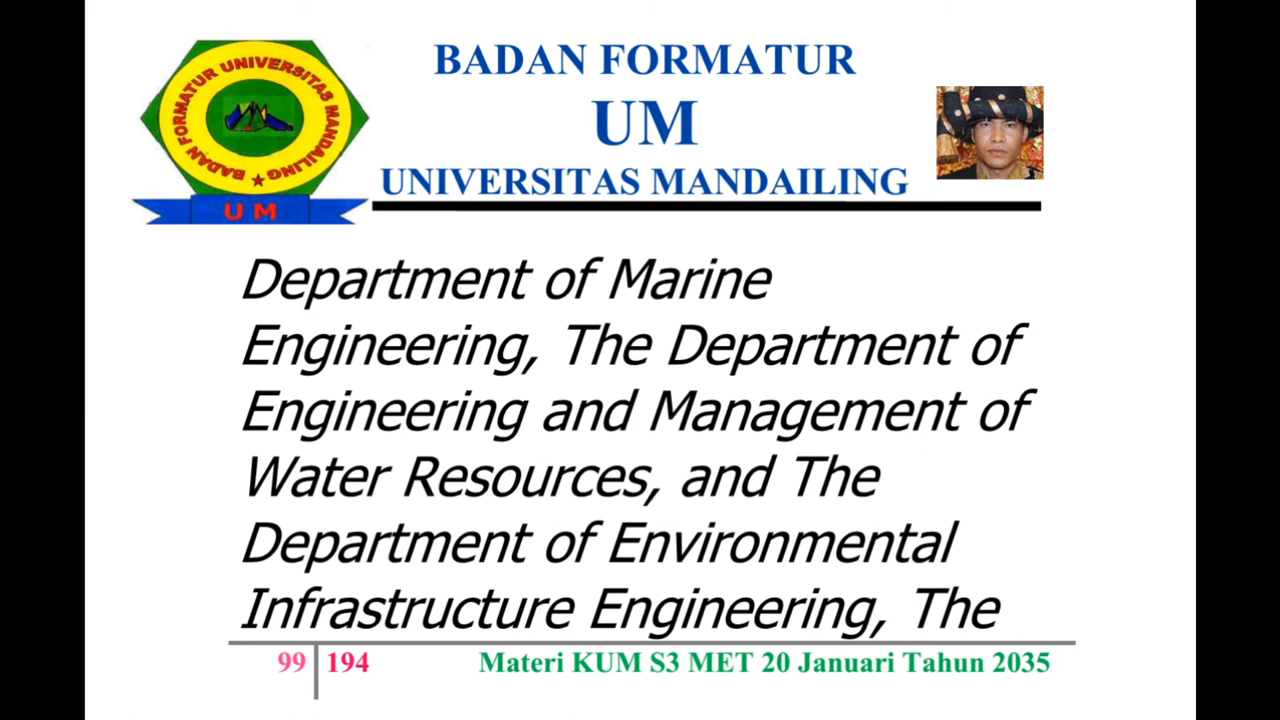 BADAN FORMATUR UNIVERSITAS MANDAILING
U M
BADAN FORMATUR
UM
UNIVERSITAS MANDAILING
Department of Marine
Engineering, The Department of
Engineering and Management of
Water Resources, and The
Department of Environmental
Infrastructure Engineering, The
99 194 Materi KUM S3 MET 20 Januari Tahun 2035